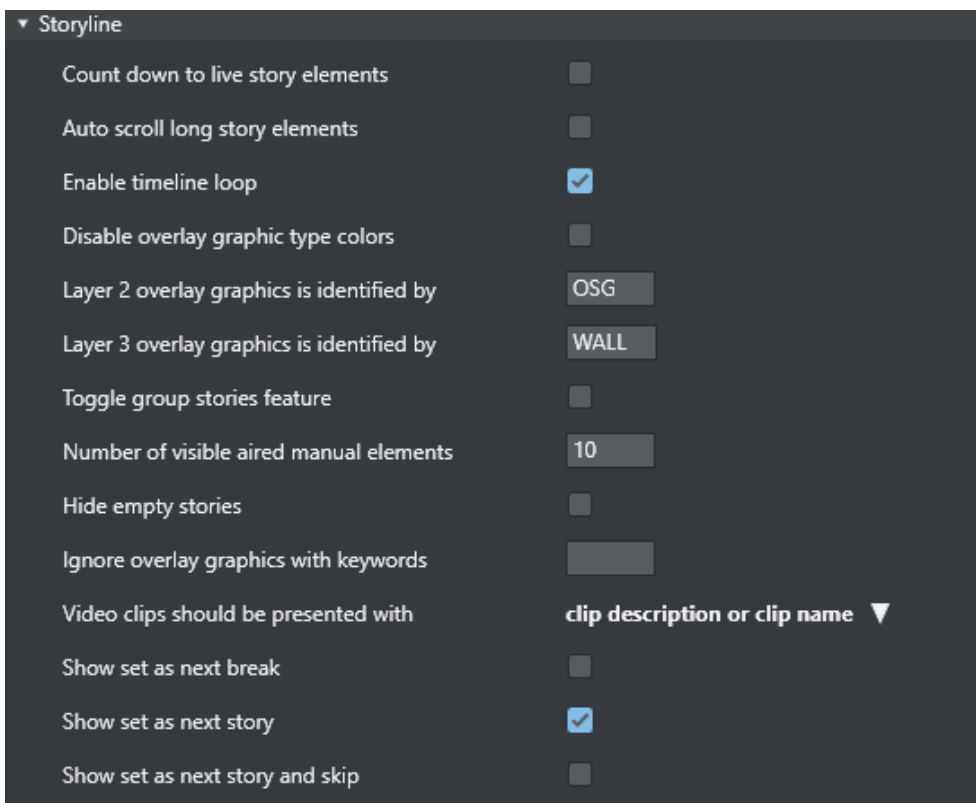 Storyline
Count down to live story elements
Auto scroll long story elements
Enable timeline loop
Disable overlay graphic type colors
Layer 2 overlay graphics is identified by OSG
Layer 3 overlay graphics is identified by WALL
Toggle group stories feature
Number of visible aired manual elements 10
Hide empty stories
Ignore overlay graphics with keywords
Video clips should be presented with clip description or clip name
Show set as next break
Show set as next story
Show set as next story and skip